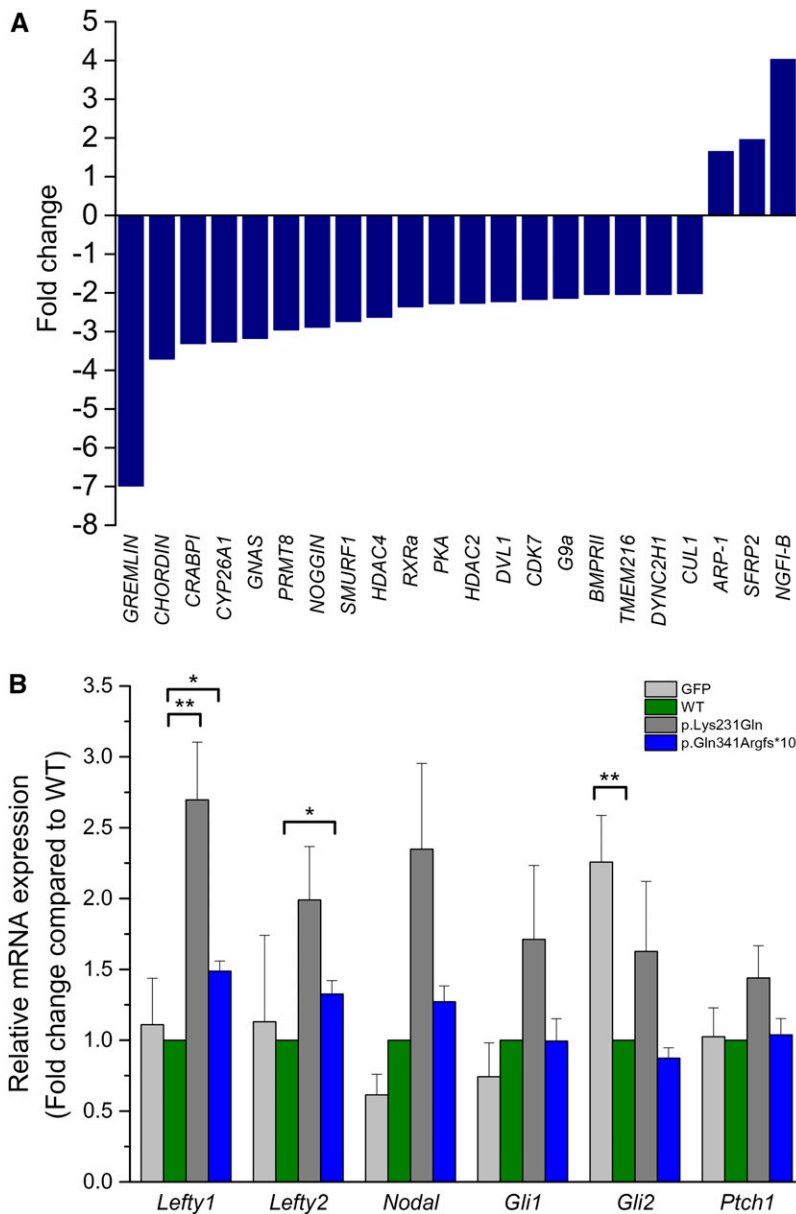 A
5
4
3
2
1
0
-1
-2
-3
-4
-5
-6
-7
-8
Fold change
GREMLIN
CHORDIN
CRABPI
CYP26A1
GNAS
PRMT8
NOGGIN
SMURF1
HDAC4
RXRa
PKA
HDAC2
DVL1
CDK7
G9a
BMPRII
TMEM216
DYNC2H1
CUL1
ARP-1
SFRP2
NGFI-B
B
3.5
3.0
2.5
2.0
1.5
1.0
0.5
0.0
Relative mRNA expression
(Fold change compared to WT)
*
**
*
**
GFP
WT
p.Lys231Gln
p.Gln341Argfs*10
Lefty1
Lefty2
Nodal
Gli1
Gli2
Ptch1